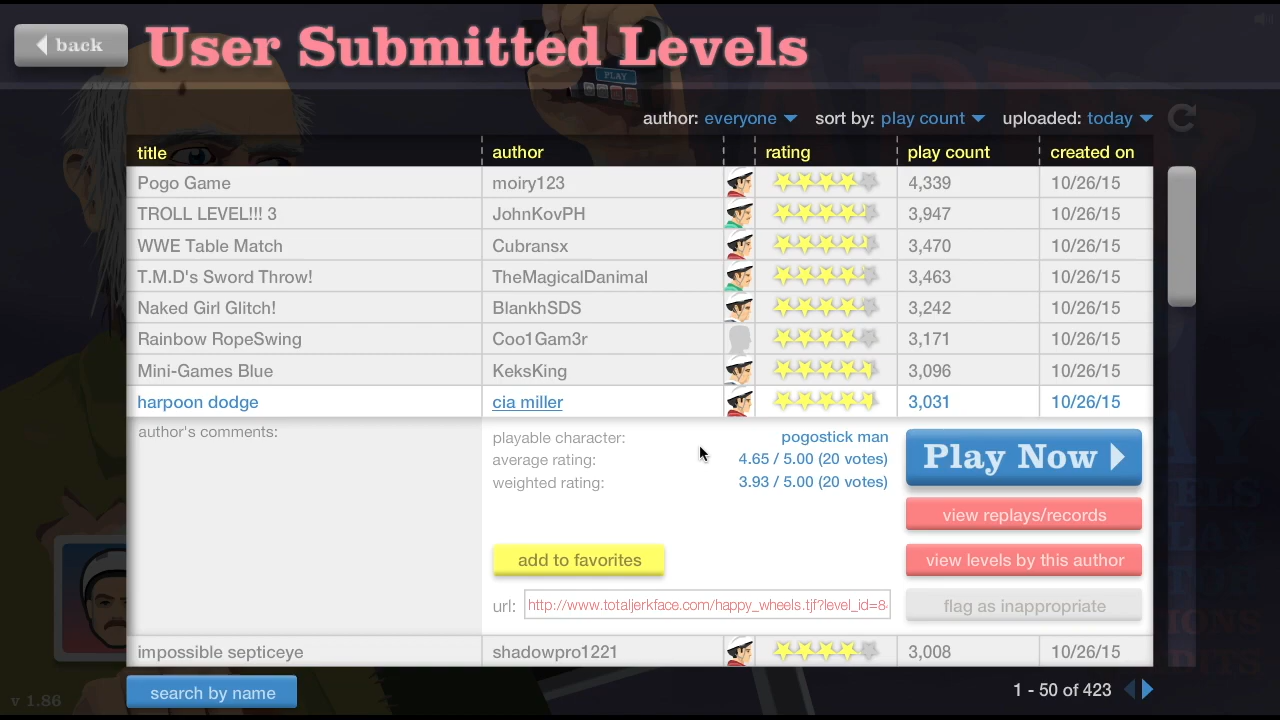 back
User Submitted Levels
PLAY
author: everyone sort by: play count uploaded: today
title author rating play count created on
Pogo Game moiry123 4,339 10/26/15
TROLL LEVEL!!! 3 JohnKovPH 3,947 10/26/15
WWE Table Match Cubransx 3,470 10/26/15
T.M.D's Sword Throw! TheMagicalDanimal 3,463 10/26/15
Naked Girl Glitch! BlankhSDS 3,242 10/26/15
Rainbow RopeSwing Coo1Gam3r 3,171 10/26/15
Mini-Games Blue KeksKing 3,096 10/26/15
harpoon dodge cia miller 3,031 10/26/15
author's comments:
playable character: pogostick man
average rating: 4.65 / 5.00 (20 votes)
weighted rating: 3.93 / 5.00 (20 votes)
Play Now
view replays/records
add to favorites
view levels by this author
url: http://www.totaljerkface.com/happy_wheels.tjf?level_id=8
flag as inappropriate
impossible septiceye shadowpro1221 3,008 10/26/15
search by name
1 - 50 of 423
v 1.86